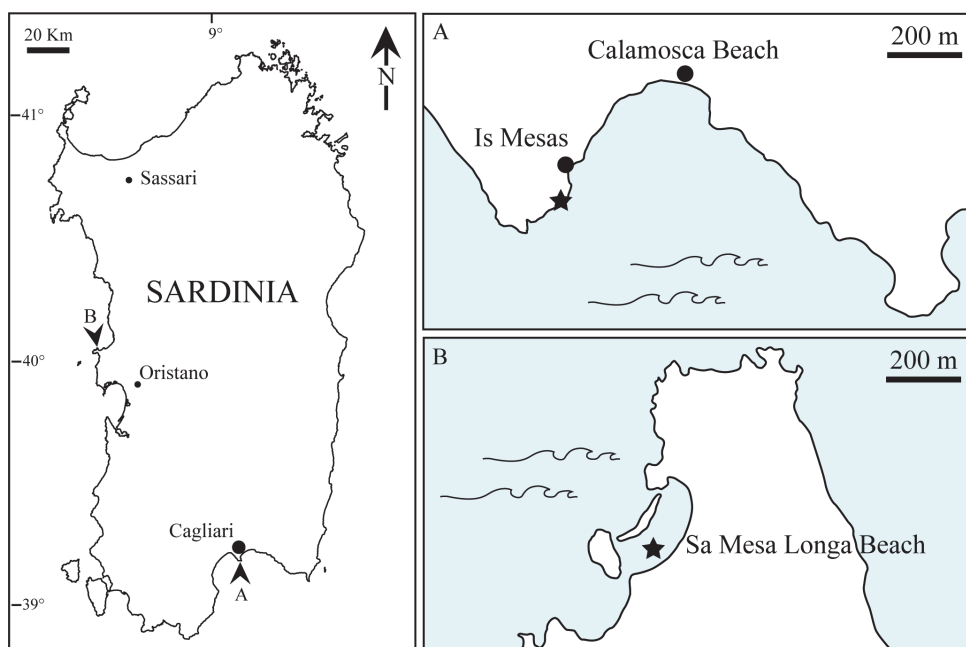 20 Km
9°
N
41°
Sassari
SARDINIA
B
40°
Oristano
Cagliari
39°
A
A
200 m
Calamosca Beach
Is Mesas
B
200 m
Sa Mesa Longa Beach